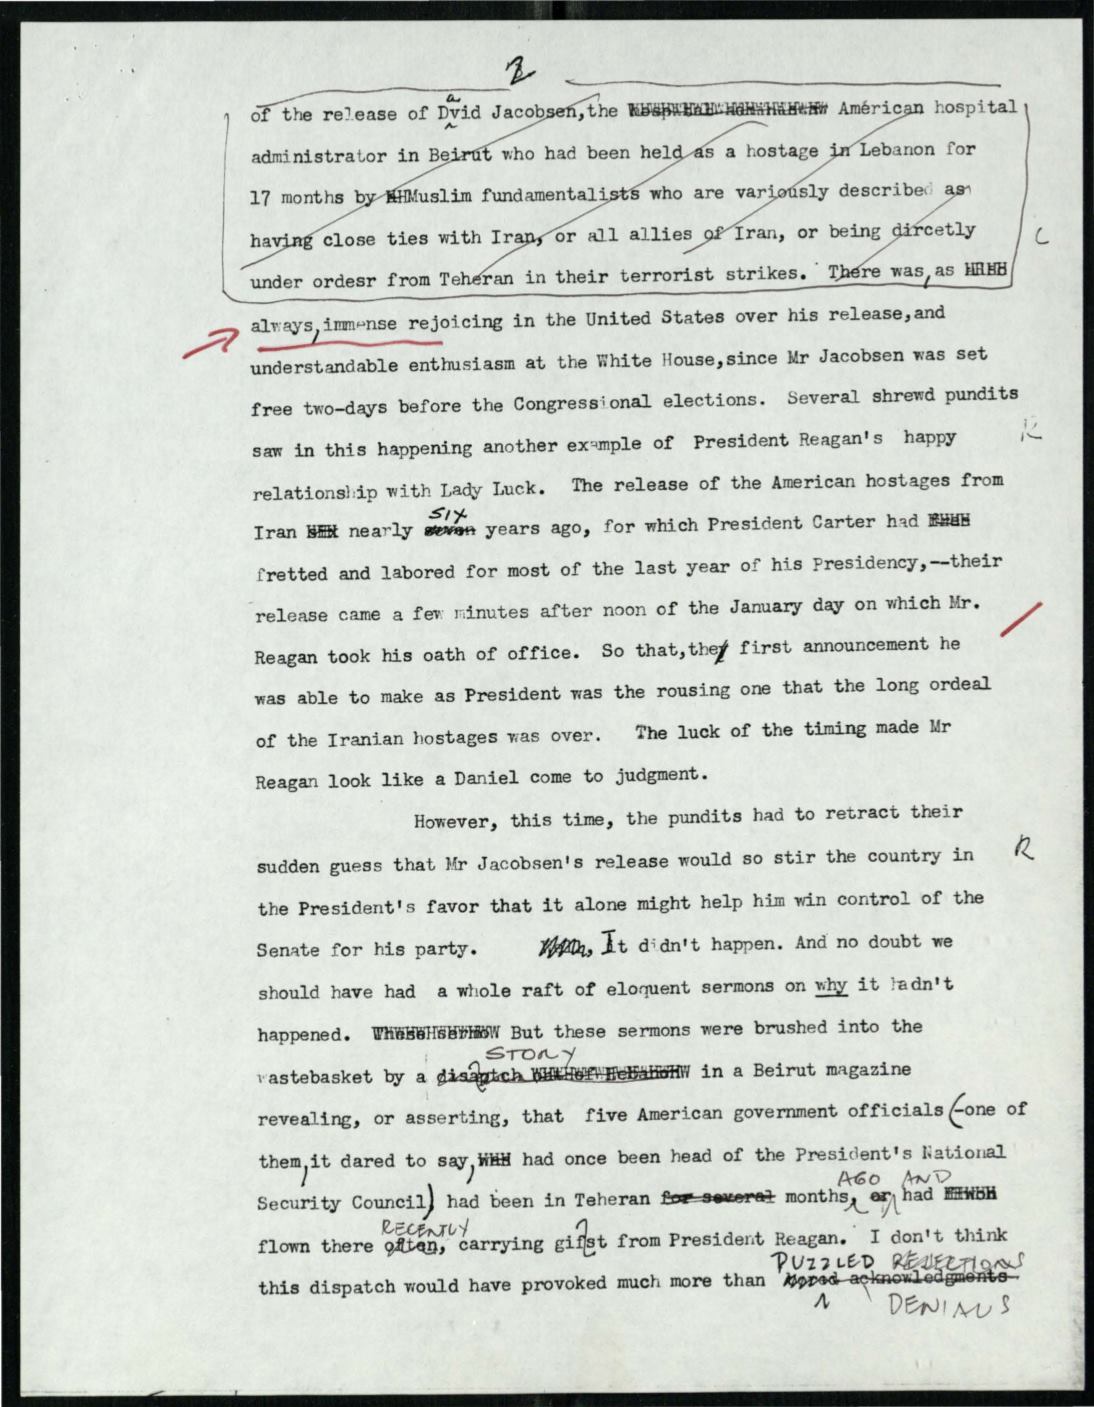 2
of the release of David Jacobsen,the American hospital
administrator in Beirut who had been held as a hostage in Lebanon for
17 months by Muslim fundamentalists who are variously described as
having close ties with Iran, or all allies of Iran, or being dircetly
under ordesr from Teheran in their terrorist strikes. There was, as
always, immense rejoicing in the United States over his release,and
understandable enthusiasm at the White House,since Mr Jacobsen was set
free two-days before the Congressional elections. Several shrewd pundits
saw in this happening another example of President Reagan's happy
relationship with Lady Luck. The release of the American hostages from
SIX
Iran nearly seven years ago, for which President Carter had
fretted and labored for most of the last year of his Presidency,--their
release came a few minutes after noon of the January day on which Mr.
Reagan took his oath of office. So that,the first announcement he
was able to make as President was the rousing one that the long ordeal
of the Iranian hostages was over. The luck of the timing made Mr
Reagan look like a Daniel come to judgment.
However, this time, the pundits had to retract their
sudden guess that Mr Jacobsen's release would so stir the country in
R
the President's favor that it alone might help him win control of the
Senate for his party. It didn't happen. And no doubt we
should have had a whole raft of eloquent sermons on why it hadn't
happened. But these sermons were brushed into the
STORY
wastebasket by a disaptch in a Beirut magazine
revealing, or asserting, that five American government officials (-one of
them, it dared to say, had once been head of the President's National
AGO AND
Security Council) had been in Teheran for several months, or had
RECENTLY
flown there often, carrying gifst from President Reagan. I don't think
PUZZLED REJECTIONS
this dispatch would have provoked much more than bored acknowledgments
DENIALS